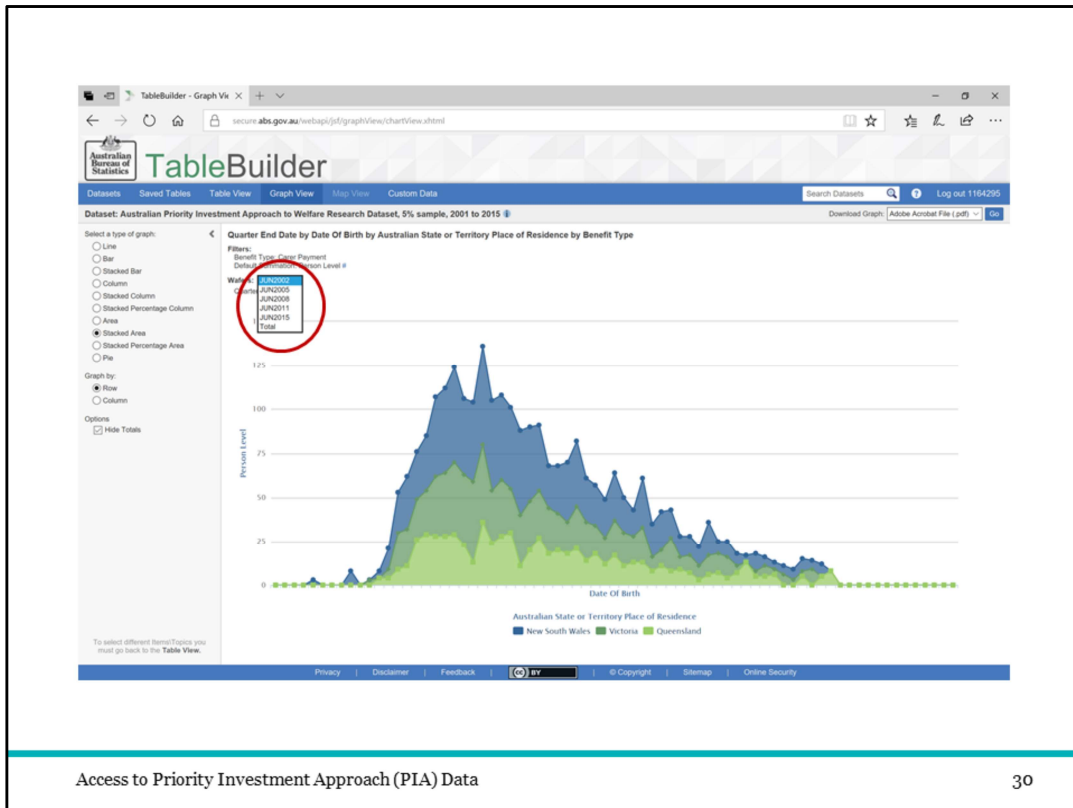 TableBuilder - Graph Vie
secure.abs.gov.au/webapi/jsf/graphView/chartView.xhtml
Australian
Bureau of
Statistics
TableBuilder
Datasets Saved Tables Table View Graph View Map View Custom Data Search Datasets Log out 1164295
Dataset: Australian Priority Investment Approach to Welfare Research Dataset, 5% sample, 2001 to 2015
Download Graph: Adobe Acrobat File (.pdf) Go
Select a type of graph:
Line
Bar
Stacked Bar
Column
Stacked Column
Stacked Percentage Column
Area
Stacked Area
Stacked Percentage Area
Pie
Graph by:
Row
Column
Options
Hide Totals
To select different Items\Topics you
must go back to the Table View.
Quarter End Date by Date Of Birth by Australian State or Territory Place of Residence by Benefit Type
Filters:
Benefit Type: Carer Payment
Default Summation: Person Level #
Wafers:
JUN2002
JUN2005
JUN2008
JUN2011
JUN2015
Total
125
100
75
50
25
0
Person Level
Date Of Birth
Australian State or Territory Place of Residence
New South Wales Victoria Queensland
Privacy | Disclaimer | Feedback | cc BY | © Copyright | Sitemap | Online Security
Access to Priority Investment Approach (PIA) Data 30